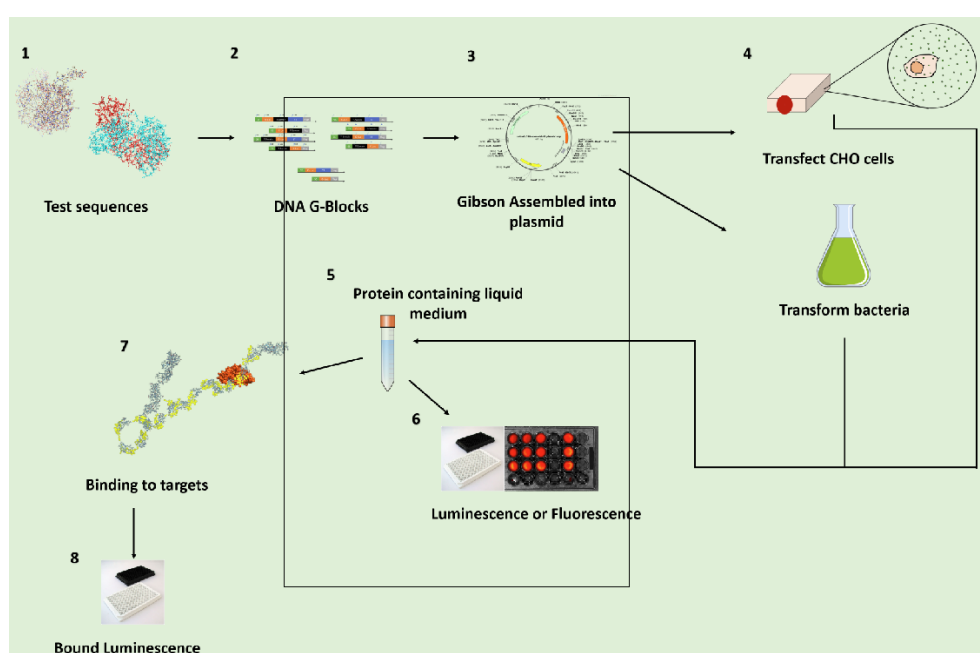 1
2
3
4
Test sequences
DNA G-Blocks
Gibson Assembled into
plasmid
Transfect CHO cells
Transform bacteria
5
Protein containing liquid
medium
7
6
Binding to targets
Luminescence or Fluorescence
8
Bound Luminescence